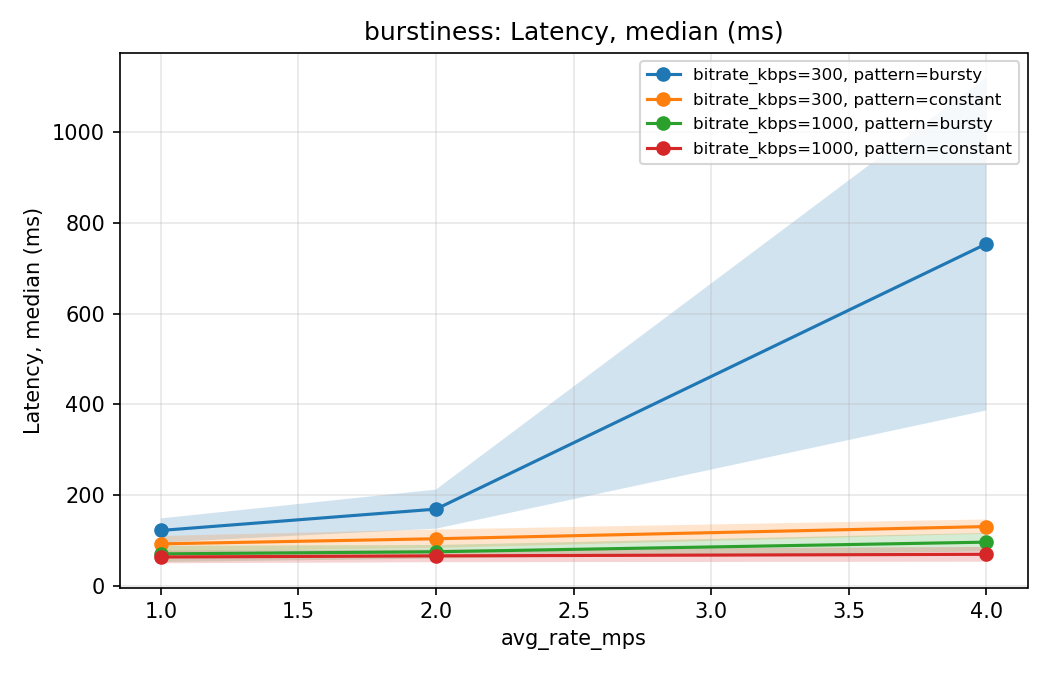 burstiness: Latency, median (ms)
bitrate_kbps=300, pattern=bursty
bitrate_kbps=300, pattern=constant
bitrate_kbps=1000, pattern=bursty
bitrate_kbps=1000, pattern=constant
Latency, median (ms)
1000
800
600
400
200
0
1.0 1.5 2.0 2.5 3.0 3.5 4.0
avg_rate_mps